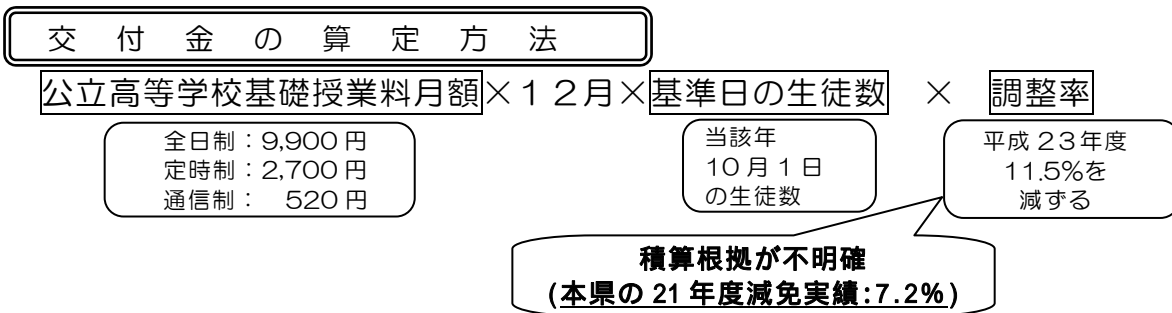 交付金の算定方法
公立高等学校基礎授業料月額×12月×基準日の生徒数 × 調整率
全日制：9,900円
定時制：2,700円
通信制： 520円
当該年
10月1日
の生徒数
平成23年度
11.5%を
減ずる
積算根拠が不明確
(本県の21年度減免実績:7.2%)